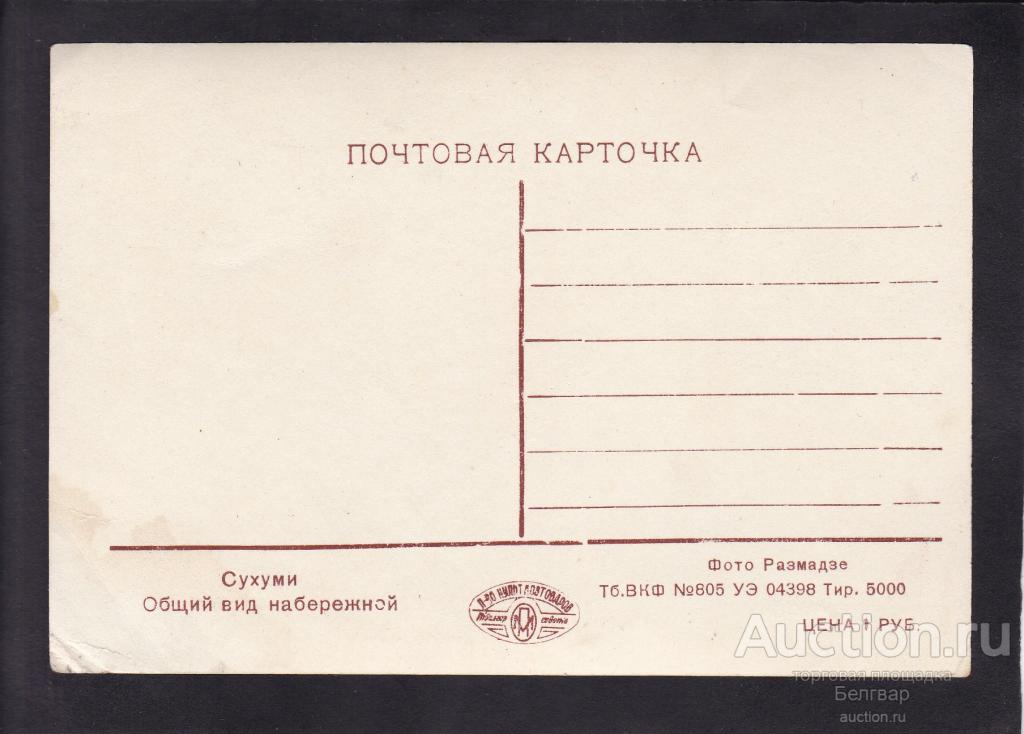 ПОЧТОВАЯ КАРТОЧКА
Сухуми
Общий вид набережной
Фото Размадзе
Тб.ВКФ №805 УЭ 04398 Тир. 5000
ЦЕНА 1 РУБ.
Auction.ru
торговая площадка
Белгвар
auction.ru